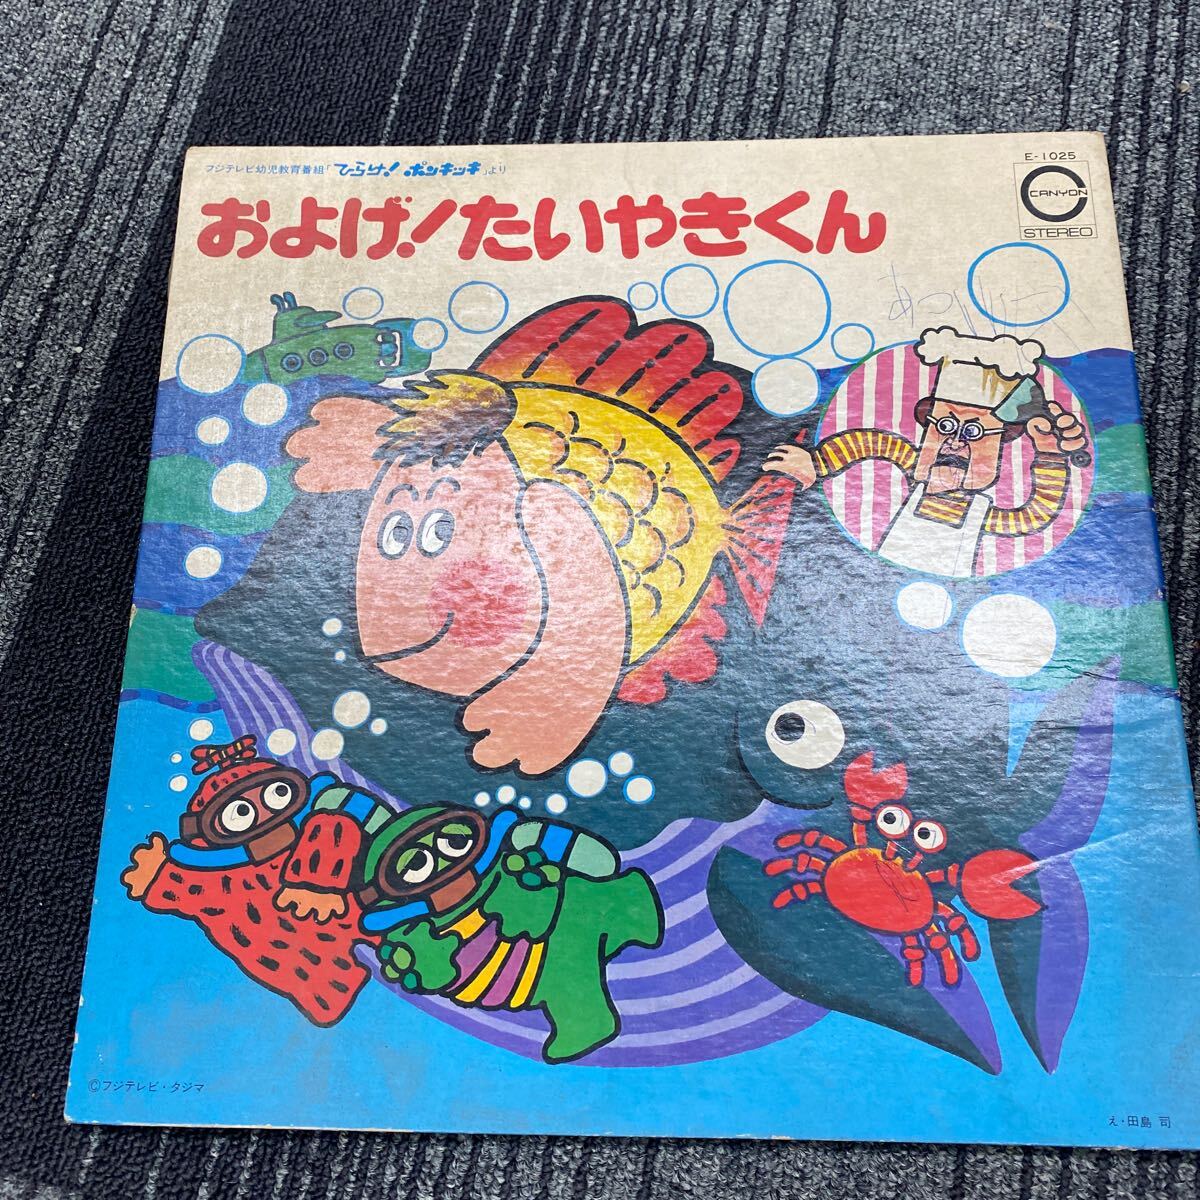 フジテレビ幼児教育番組「ひらけ!ポンキッキ」より
E-1025
およげ!たいやきくん
CANYON
STEREO
©フジテレビ・タジマ
え・田島 司